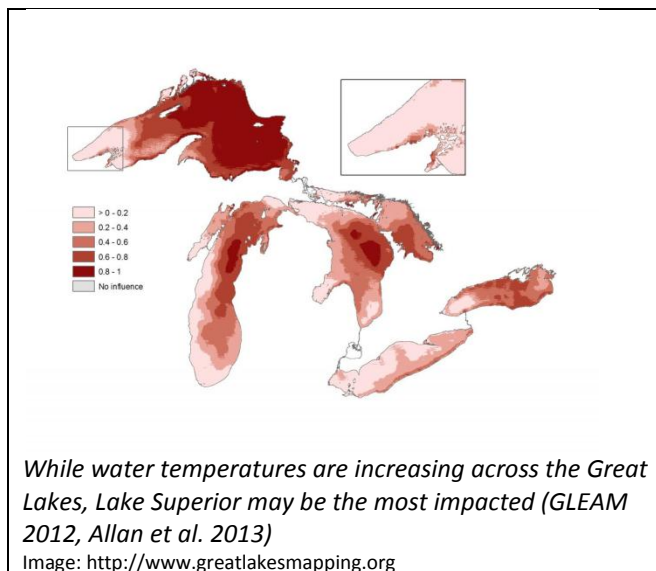 > 0 - 0.2
0.2 - 0.4
0.4 - 0.6
0.6 - 0.8
0.8 - 1
No influence
While water temperatures are increasing across the Great
Lakes, Lake Superior may be the most impacted (GLEAM
2012, Allan et al. 2013)
Image: http://www.greatlakesmapping.org